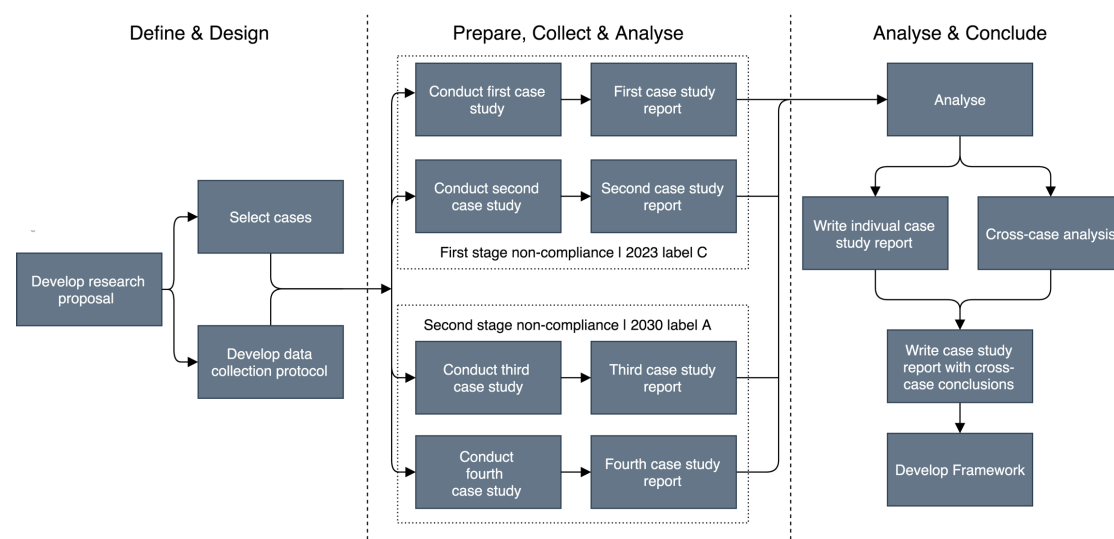 Define & Design
Prepare, Collect & Analyse
Analyse & Conclude
Develop research
proposal
Select cases
Develop data
collection protocol
Conduct first case
study
First case study
report
Conduct second
case study
Second case study
report
First stage non-compliance | 2023 label C
Second stage non-compliance | 2030 label A
Conduct third
case study
Third case study
report
Conduct
fourth
case study
Fourth case study
report
Analyse
Write indivual case
study report
Cross-case analysis
Write case study
report with cross-
case conclusions
Develop Framework